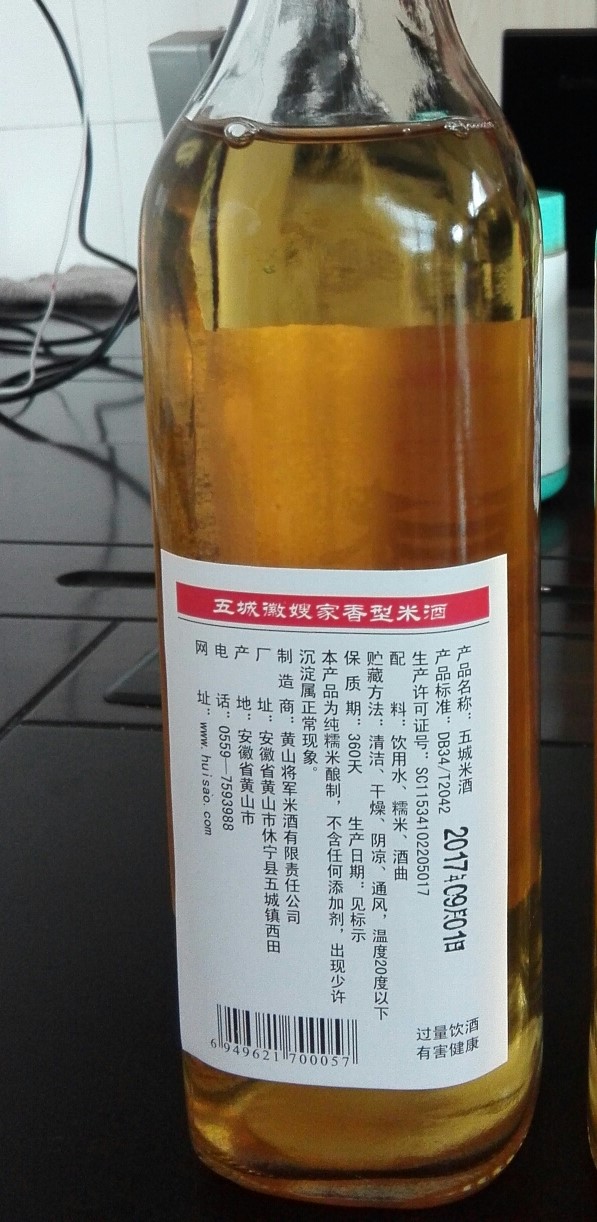 五城徽嫂家香型米酒
产品名称：五城米酒
产品标准：DB34/T2042
2017年09月01日
生产许可证号：SC11534102205017
配 料：饮用水、糯米、酒曲
贮藏方法：清洁、干燥、阴凉、通风，温度20度以下
保质期：360天 生产日期：见标示
本产品为纯糯米酿制，不含任何添加剂，出现少许
沉淀属正常现象。
制造商：黄山将军米酒有限责任公司
厂 址：安徽省黄山市休宁县五城镇西田
产 地：安徽省黄山市
电 话：0559—7593988
网 址：www.huisao.com
过量饮酒
有害健康
6 949621 700057